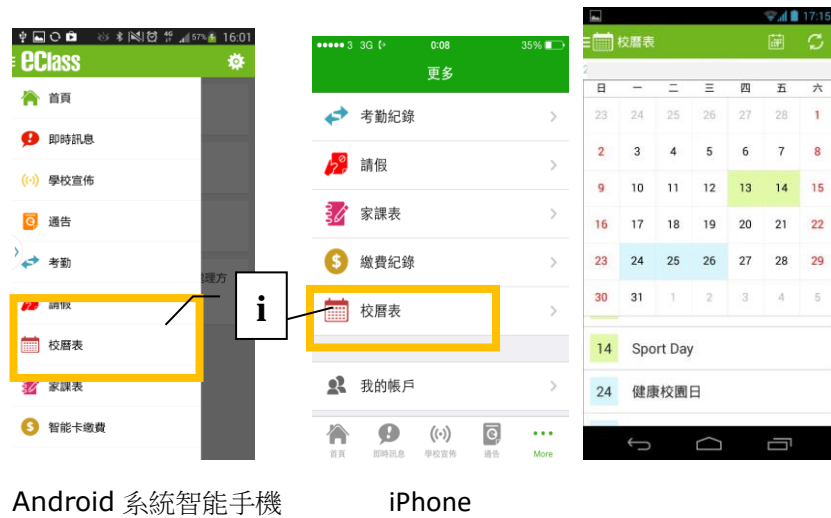 57% 16:01
eClass
首頁
即時訊息
學校宣佈
通告
考勤
理方
請假
校曆表
家課表
智能卡繳費
i
3 3G 0:08 35%
更多
考勤紀錄
請假
家課表
繳費紀錄
校曆表
我的帳戶
首頁 即時訊息 學校宣佈 通告 More
17:15
校曆表
日 一 二 三 四 五 六
23 24 25 26 27 28 1
2 3 4 5 6 7 8
9 10 11 12 13 14 15
16 17 18 19 20 21 22
23 24 25 26 27 28 29
30 31 1 2 3 4 5
14 Sport Day
24 健康校園日
Android 系統智能手機 iPhone